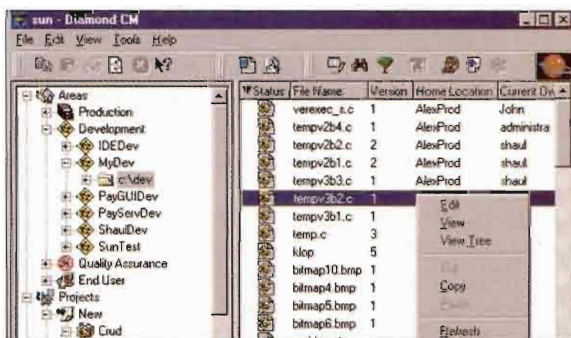 sun - Diamond CM
File Edit View Tools Help
Areas
Production
Development
IDEDev
MyDev
c:\dev
PayGUIDev
PayServDev
ShaulDev
SunTest
Quality Assurance
End User
Projects
New
Crud
Status File Name Version Home Location Current Ow
verexec_s.c 1 AlexProd John
tempv2b4.c 1 AlexProd administra
tempv2b2.c 2 AlexProd shaul
tempv2b1.c 2 AlexProd shaul
tempv3b3.c 1 AlexProd shaul
tempv3b2.c 1
tempv3b1.c 1
temp.c 3
klop 5
bitmap10.bmp 1
bitmap4.bmp 1
bitmap5.bmp 1
bitmap6.bmp 1
Edit
View
View Tree
Copy
Refresh